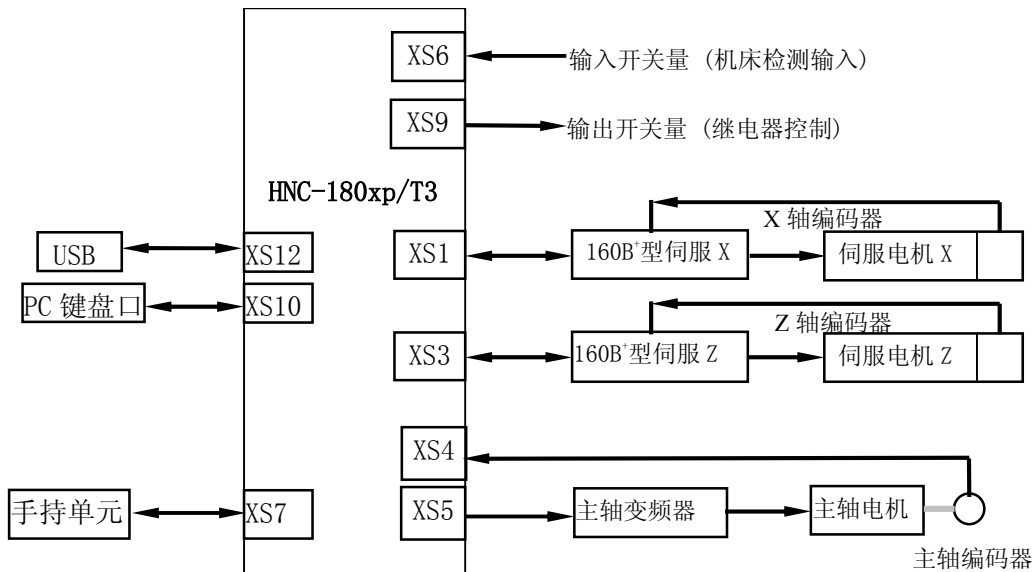 XS6
输入开关量 (机床检测输入)
XS9
输出开关量 (继电器控制)
HNC-180xp/T3
X 轴编码器
USB
XS12
XS1
160B⁺型伺服 X
伺服电机 X
PC 键盘口
XS10
Z 轴编码器
XS3
160B⁺型伺服 Z
伺服电机 Z
XS4
手持单元
XS7
XS5
主轴变频器
主轴电机
主轴编码器